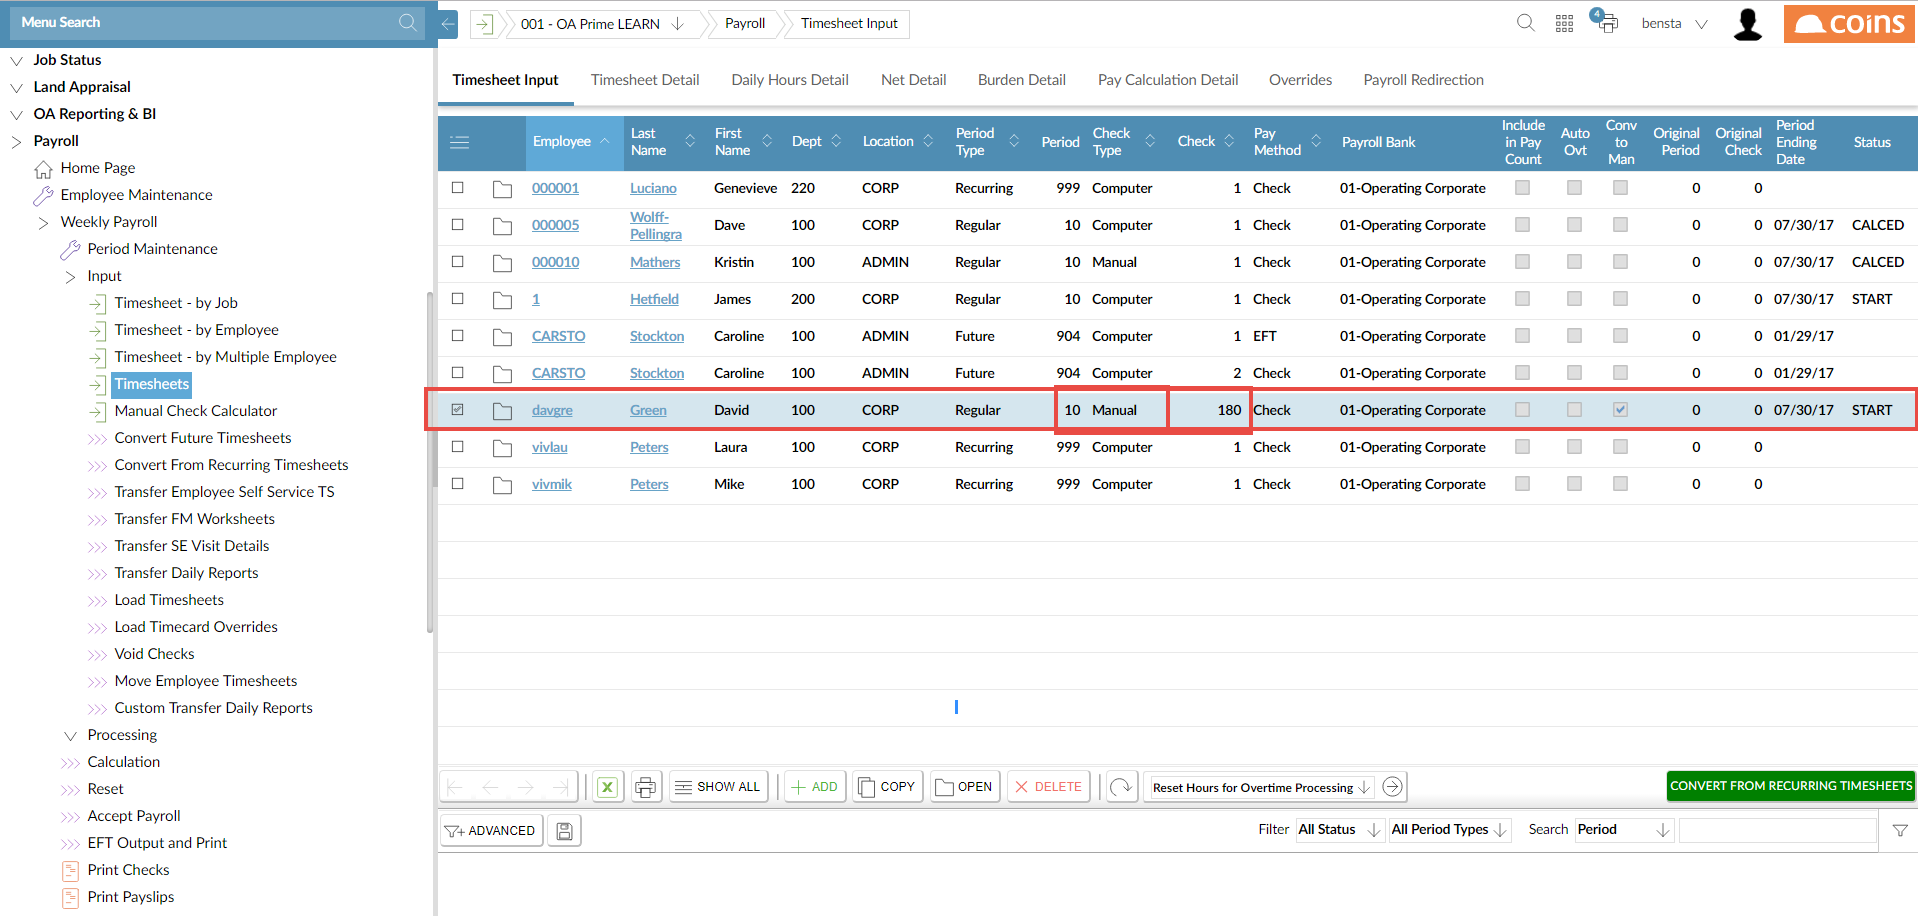 Menu Search
Job Status
Land Appraisal
OA Reporting & BI
Payroll
Home Page
Employee Maintenance
Weekly Payroll
Period Maintenance
Input
Timesheet - by Job
Timesheet - by Employee
Timesheet - by Multiple Employee
Timesheets
Manual Check Calculator
Convert Future Timesheets
Convert From Recurring Timesheets
Transfer Employee Self Service TS
Transfer FM Worksheets
Transfer SE Visit Details
Transfer Daily Reports
Load Timesheets
Load Timecard Overrides
Void Checks
Move Employee Timesheets
Custom Transfer Daily Reports
Processing
Calculation
Reset
Accept Payroll
EFT Output and Print
Print Checks
Print Payslips
001 - OA Prime LEARN Payroll Timesheet Input 4 bensta coins
Timesheet Input Timesheet Detail Daily Hours Detail Net Detail Burden Detail Pay Calculation Detail Overrides Payroll Redirection
Employee Last Name First Name Dept Location Period Type Period Check Type Check Pay Method Payroll Bank Include in Pay Count Auto Ovt Conv to Man Original Period Original Check Period Ending Date Status
000001 Luciano Genevieve 220 CORP Recurring 999 Computer 1 Check 01-Operating Corporate 0 0
000005 Wolff-Pellingra Dave 100 CORP Regular 10 Computer 1 Check 01-Operating Corporate 0 0 07/30/17 CALCED
000010 Mathers Kristin 100 ADMIN Regular 10 Manual 1 Check 01-Operating Corporate 0 0 07/30/17 CALCED
1 Hetfield James 200 CORP Regular 10 Computer 1 Check 01-Operating Corporate 0 0 07/30/17 START
CARSTO Stockton Caroline 100 ADMIN Future 904 Computer 1 EFT 01-Operating Corporate 0 0 01/29/17
CARSTO Stockton Caroline 100 ADMIN Future 904 Computer 2 Check 01-Operating Corporate 0 0 01/29/17
davgre Green David 100 CORP Regular 10 Manual 180 Check 01-Operating Corporate 0 0 07/30/17 START
vivlau Peters Laura 100 CORP Recurring 999 Computer 1 Check 01-Operating Corporate 0 0
vivmik Peters Mike 100 CORP Recurring 999 Computer 1 Check 01-Operating Corporate 0 0
SHOW ALL ADD COPY OPEN DELETE Reset Hours for Overtime Processing CONVERT FROM RECURRING TIMESHEETS
ADVANCED Filter All Status All Period Types Search Period